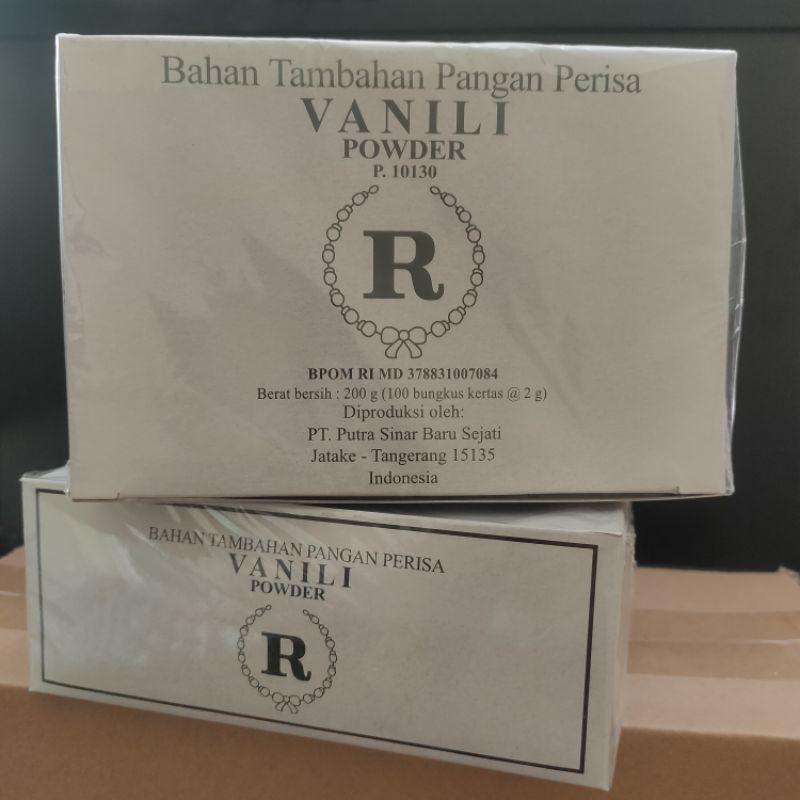 Bahan Tambahan Pangan Perisa
VANILI
POWDER
P. 10130
R
BPOM RI MD 378831007084
Berat bersih : 200 g (100 bungkus kertas @ 2 g)
Diproduksi oleh:
PT. Putra Sinar Baru Sejati
Jatake - Tangerang 15135
Indonesia
BAHAN TAMBAHAN PANGAN PERISA
VANILI
POWDER
R